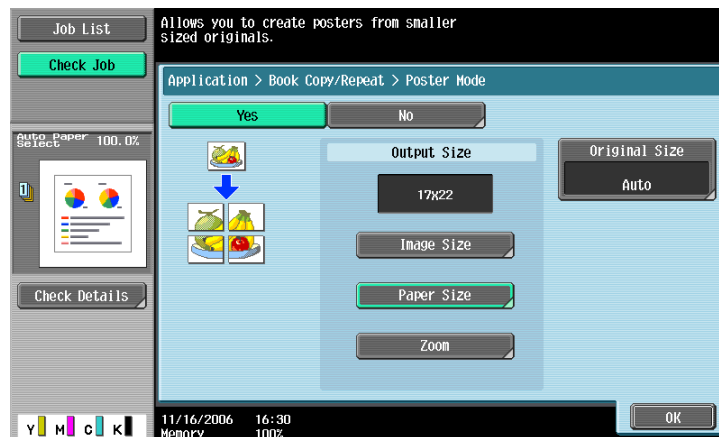 Job List
Check Job
Allows you to create posters from smaller
sized originals.
Application > Book Copy/Repeat > Poster Mode
Yes
No
Auto Paper
Select
100.0%
1
Check Details
Output Size
17x22
Image Size
Paper Size
Zoom
Original Size
Auto
Y M C K
11/16/2006 16:30
Memory 100%
OK